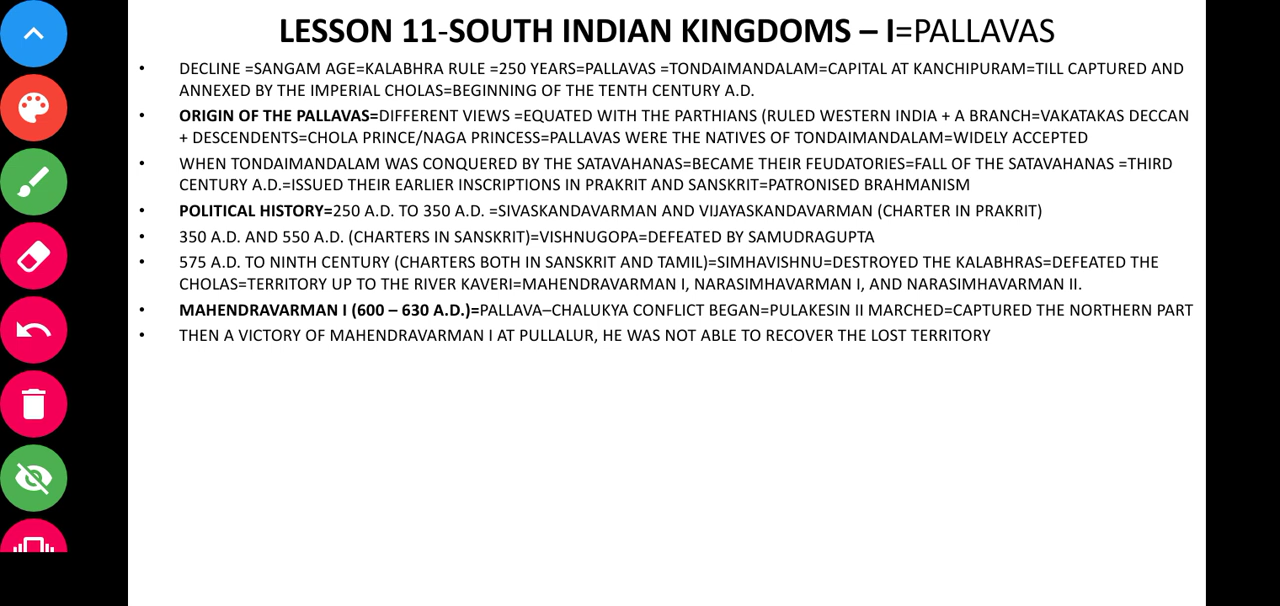 LESSON 11-SOUTH INDIAN KINGDOMS – I=PALLAVAS
• DECLINE =SANGAM AGE=KALABHRA RULE =250 YEARS=PALLAVAS =TONDAIMANDALAM=CAPITAL AT KANCHIPURAM=TILL CAPTURED AND
ANNEXED BY THE IMPERIAL CHOLAS=BEGINNING OF THE TENTH CENTURY A.D.
• ORIGIN OF THE PALLAVAS=DIFFERENT VIEWS =EQUATED WITH THE PARTHIANS (RULED WESTERN INDIA + A BRANCH=VAKATAKAS DECCAN
+ DESCENDENTS=CHOLA PRINCE/NAGA PRINCESS=PALLAVAS WERE THE NATIVES OF TONDAIMANDALAM=WIDELY ACCEPTED
• WHEN TONDAIMANDALAM WAS CONQUERED BY THE SATAVAHANAS=BECAME THEIR FEUDATORIES=FALL OF THE SATAVAHANAS =THIRD
CENTURY A.D.=ISSUED THEIR EARLIER INSCRIPTIONS IN PRAKRIT AND SANSKRIT=PATRONISED BRAHMANISM
• POLITICAL HISTORY=250 A.D. TO 350 A.D. =SIVASKANDAVARMAN AND VIJAYASKANDAVARMAN (CHARTER IN PRAKRIT)
• 350 A.D. AND 550 A.D. (CHARTERS IN SANSKRIT)=VISHNUGOPA=DEFEATED BY SAMUDRAGUPTA
• 575 A.D. TO NINTH CENTURY (CHARTERS BOTH IN SANSKRIT AND TAMIL)=SIMHAVISHNU=DESTROYED THE KALABHRAS=DEFEATED THE
CHOLAS=TERRITORY UP TO THE RIVER KAVERI=MAHENDRAVARMAN I, NARASIMHAVARMAN I, AND NARASIMHAVARMAN II.
• MAHENDRAVARMAN I (600 – 630 A.D.)=PALLAVA–CHALUKYA CONFLICT BEGAN=PULAKESIN II MARCHED=CAPTURED THE NORTHERN PART
• THEN A VICTORY OF MAHENDRAVARMAN I AT PULLALUR, HE WAS NOT ABLE TO RECOVER THE LOST TERRITORY